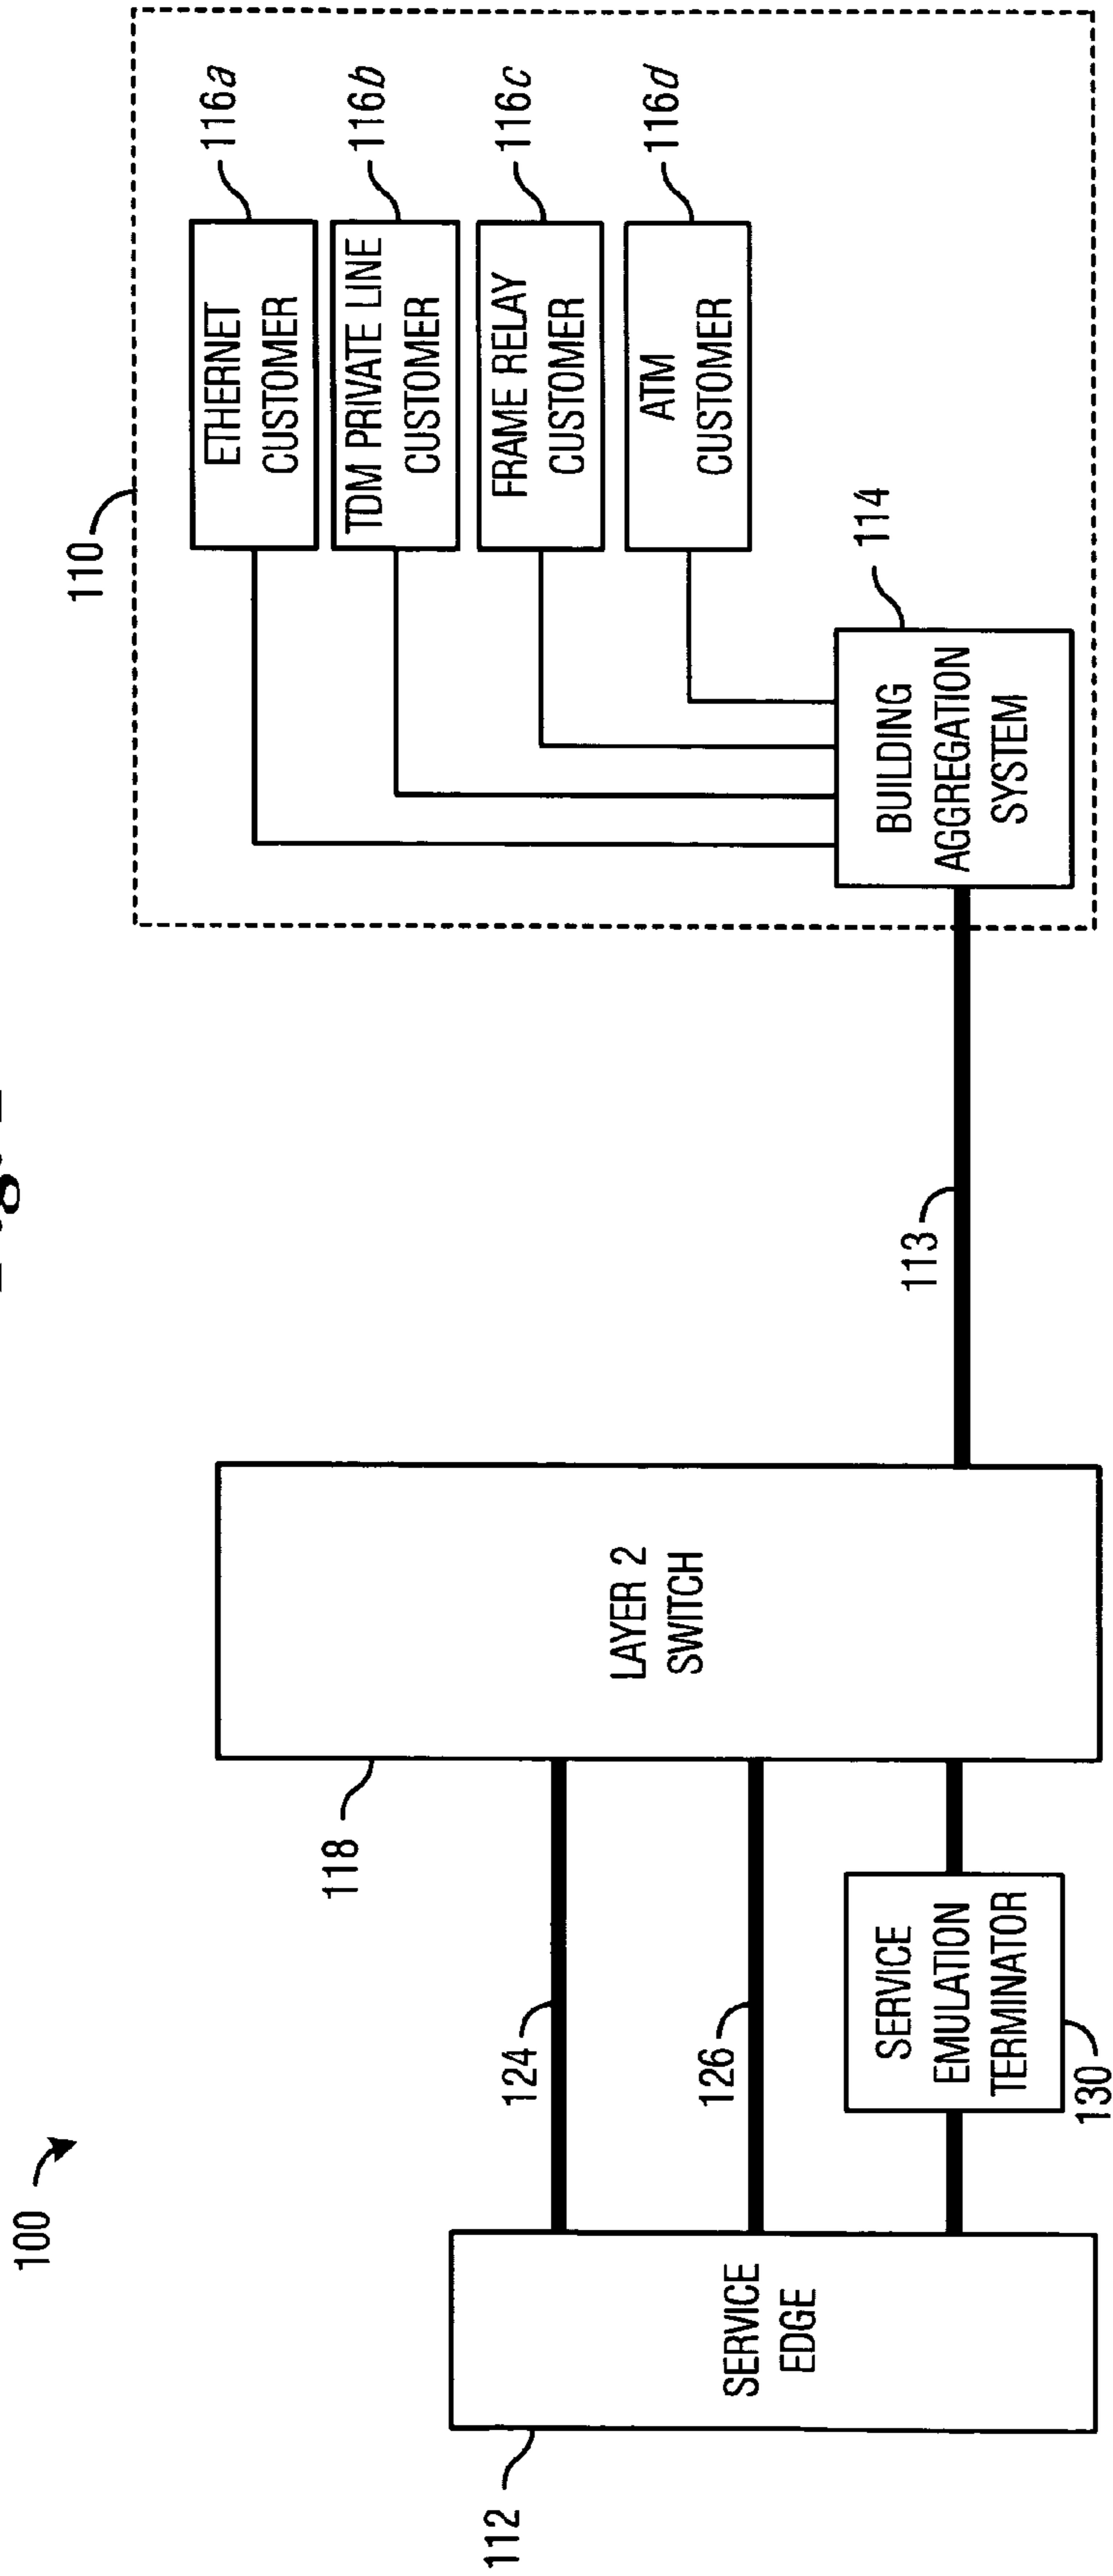 100
110
ETHERNET
CUSTOMER
116a
TDM PRIVATE LINE
CUSTOMER
116b
FRAME RELAY
CUSTOMER
116c
ATM
CUSTOMER
116d
BUILDING
AGGREGATION
SYSTEM
114
113
LAYER 2
SWITCH
118
124
126
SERVICE
EMULATION
TERMINATOR
130
SERVICE
EDGE
112